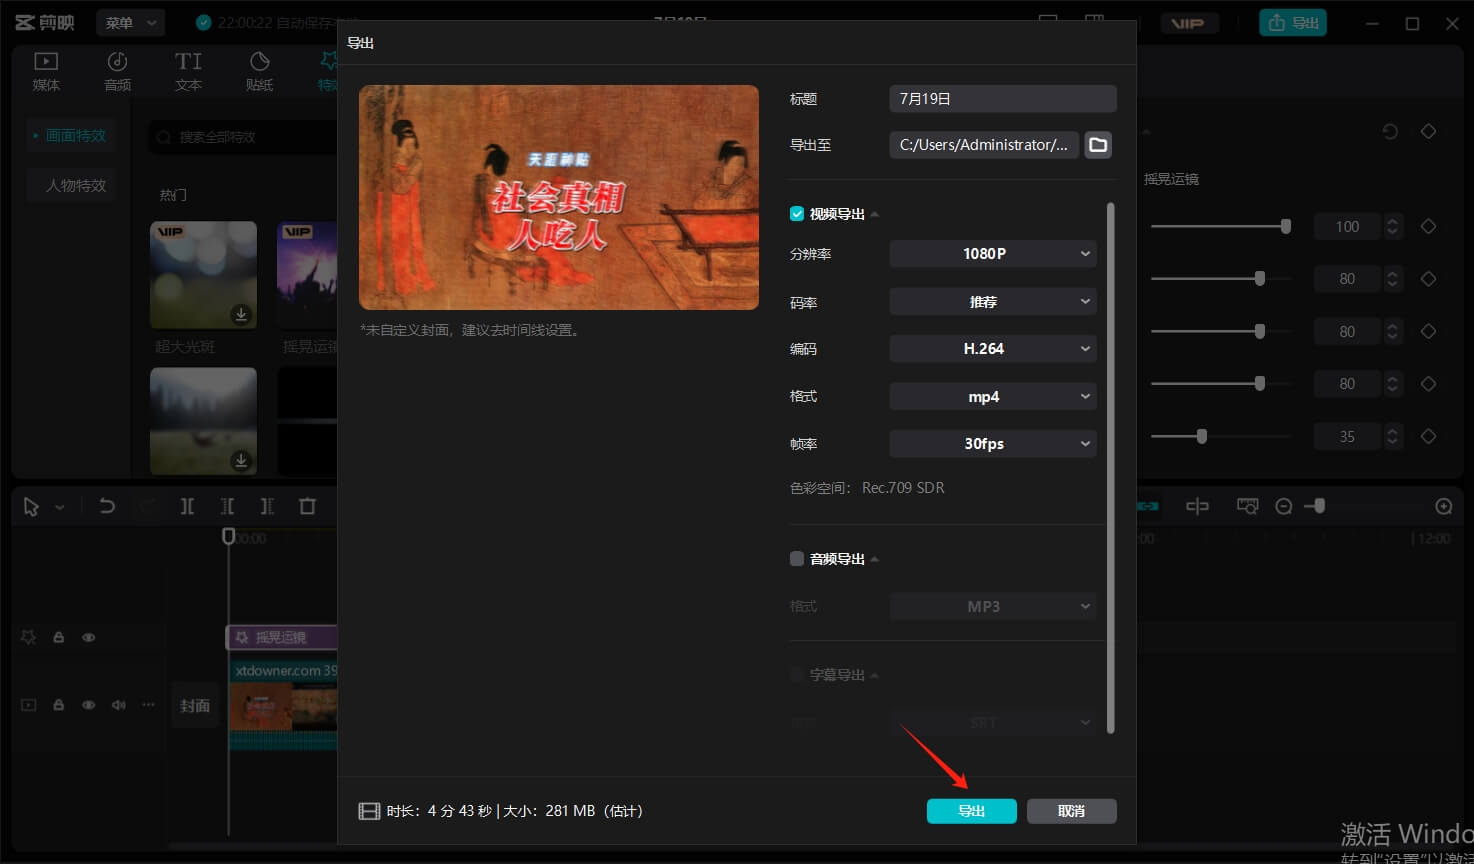 剪映
菜单
22:00:22 自动保存
7月19日
VIP
导出
媒体
音频
文本
贴纸
画面特效
人物特效
搜索全部特效
热门
VIP
VIP
超大光斑
摇晃运镜
导出
天涯神贴
社会真相
人吃人
*未自定义封面，建议去时间线设置。
标题
7月19日
导出至
C:/Users/Administrator/...
视频导出
分辨率
1080P
码率
推荐
编码
H.264
格式
mp4
帧率
30fps
色彩空间： Rec.709 SDR
音频导出
格式
MP3
字幕导出
SRT
时长：4 分 43 秒 | 大小：281 MB（估计）
导出
取消
摇晃运镜
100
80
80
80
35
00:00
12:00
摇晃运镜
xtdowner.com 39
封面
激活 Windo
转到"设置"以激活